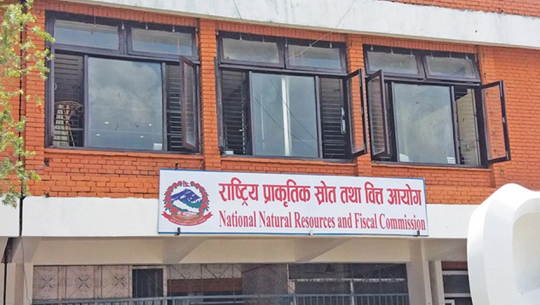 राष्ट्रिय प्राकृतिक स्रोत तथा वित्त आयोग
National Natural Resources and Fiscal Commission